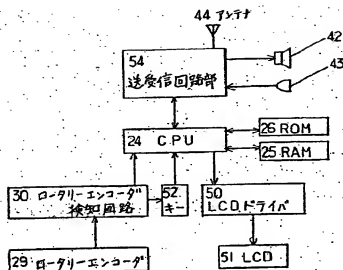 44 アンテナ
42
54
送受信回路部
43
24 CPU
26 ROM
25 RAM
30 ロータリーエンコーダ
検知回路
52
キー
50
LCDドライバ
29 ロータリーエンコーダ
51 LCD